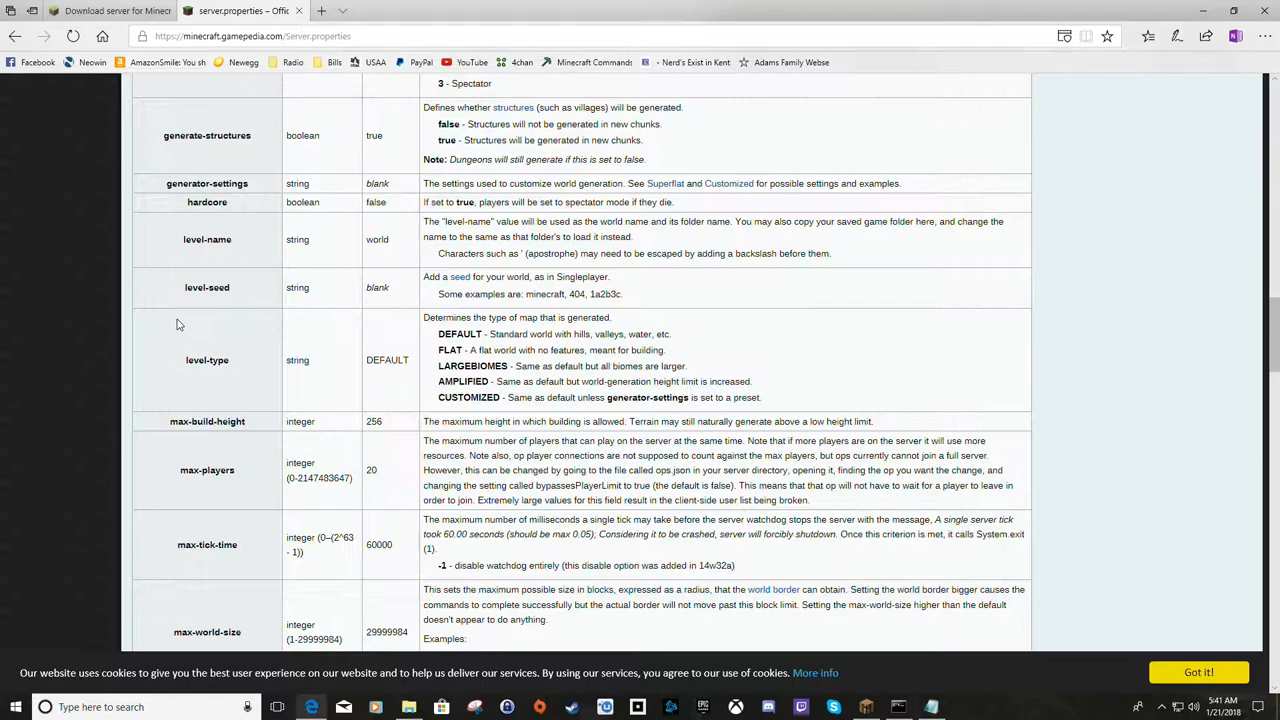 Download server for Minecr
server.properties – Offic
https://minecraft.gamepedia.com/Server.properties
Facebook
Neowin
AmazonSmile: You sh
Newegg
Radio
Bills
USAA
PayPal
YouTube
4chan
Minecraft Commands
- Nerd's Exist in Kent
Adams Family Webse
3 - Spectator
generate-structures
boolean
true
Defines whether structures (such as villages) will be generated.
false - Structures will not be generated in new chunks.
true - Structures will be generated in new chunks.
Note: Dungeons will still generate if this is set to false.
generator-settings
string
blank
The settings used to customize world generation. See Superflat and Customized for possible settings and examples.
hardcore
boolean
false
If set to true, players will be set to spectator mode if they die.
level-name
string
world
The "level-name" value will be used as the world name and its folder name. You may also copy your saved game folder here, and change the
name to the same as that folder's to load it instead.
Characters such as ' (apostrophe) may need to be escaped by adding a backslash before them.
level-seed
string
blank
Add a seed for your world, as in Singleplayer.
Some examples are: minecraft, 404, 1a2b3c.
level-type
string
DEFAULT
Determines the type of map that is generated.
DEFAULT - Standard world with hills, valleys, water, etc.
FLAT - A flat world with no features, meant for building.
LARGEBIOMES - Same as default but all biomes are larger.
AMPLIFIED - Same as default but world-generation height limit is increased.
CUSTOMIZED - Same as default unless generator-settings is set to a preset.
max-build-height
integer
256
The maximum height in which building is allowed. Terrain may still naturally generate above a low height limit.
max-players
integer
(0-2147483647)
20
The maximum number of players that can play on the server at the same time. Note that if more players are on the server it will use more
resources. Note also, op player connections are not supposed to count against the max players, but ops currently cannot join a full server.
However, this can be changed by going to the file called ops.json in your server directory, opening it, finding the op you want the change, and
changing the setting called bypassesPlayerLimit to true (the default is false). This means that that op will not have to wait for a player to leave in
order to join. Extremely large values for this field result in the client-side user list being broken.
max-tick-time
integer (0–(2^63
- 1))
60000
The maximum number of milliseconds a single tick may take before the server watchdog stops the server with the message, A single server tick
took 60.00 seconds (should be max 0.05); Considering it to be crashed, server will forcibly shutdown. Once this criterion is met, it calls System.exit
(1).
-1 - disable watchdog entirely (this disable option was added in 14w32a)
max-world-size
integer
(1-29999984)
29999984
This sets the maximum possible size in blocks, expressed as a radius, that the world border can obtain. Setting the world border bigger causes the
commands to complete successfully but the actual border will not move past this block limit. Setting the max-world-size higher than the default
doesn't appear to do anything.
Examples:
Our website uses cookies to give you the best user experience on our website and to help us deliver our services. By using our services, you agree to our use of cookies. More info
Got it!
Type here to search
5:41 AM
1/21/2018